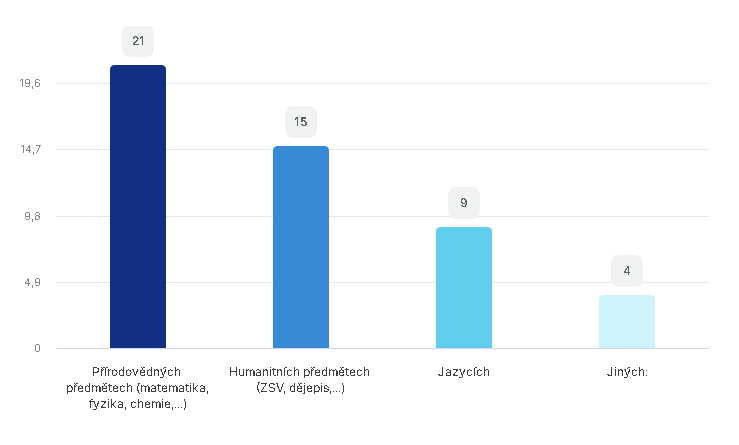 21
19,6
15
14,7
9
9,8
4
4,9
0
Přírodovědných
předmětech (matematika,
fyzika, chemie,...)
Humanitních předmětech
(ZSV, dějepis,...)
Jazycích
Jiných: